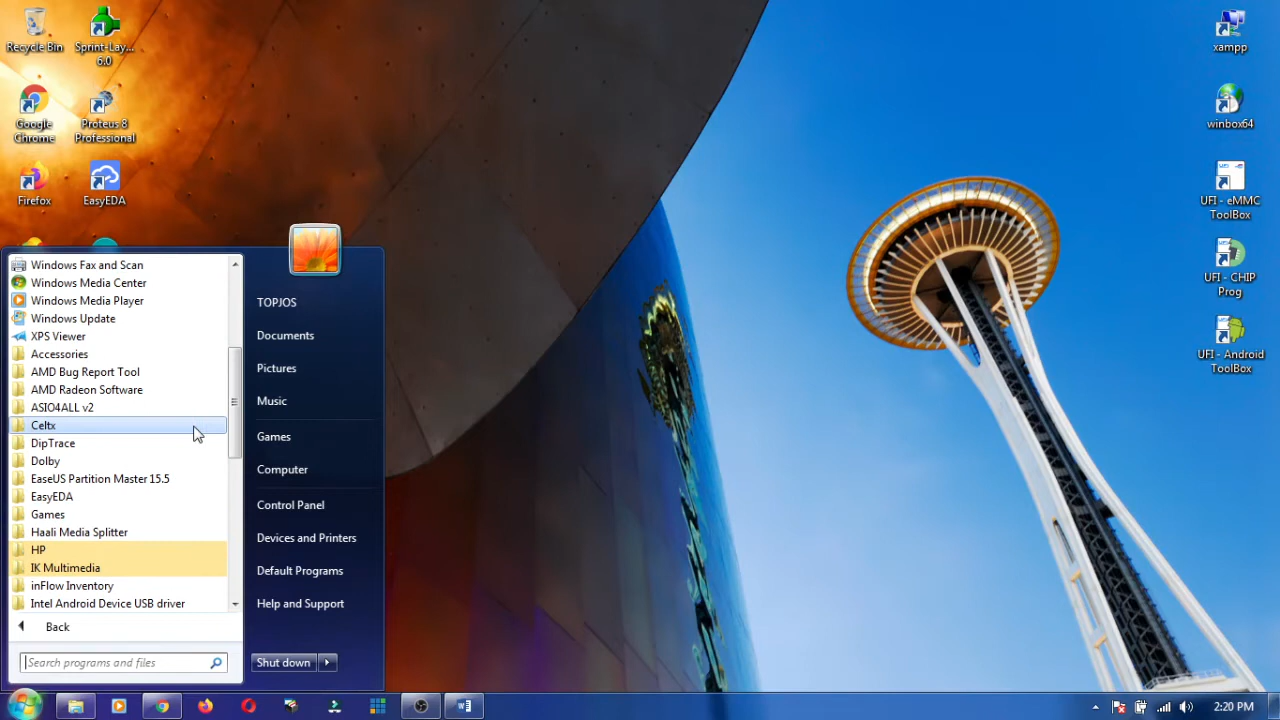 Recycle Bin
Sprint-Lay...
6.0
Google
Chrome
Proteus 8
Professional
Firefox
EasyEDA
xampp
winbox64
UFI - eMMC
ToolBox
UFI - CHIP
Prog
UFI - Android
ToolBox
Windows Fax and Scan
Windows Media Center
Windows Media Player
Windows Update
XPS Viewer
Accessories
AMD Bug Report Tool
AMD Radeon Software
ASIO4ALL v2
Celtx
DipTrace
Dolby
EaseUS Partition Master 15.5
EasyEDA
Games
Haali Media Splitter
HP
IK Multimedia
inFlow Inventory
Intel Android Device USB driver
Back
Search programs and files
TOPJOS
Documents
Pictures
Music
Games
Computer
Control Panel
Devices and Printers
Default Programs
Help and Support
Shut down
2:20 PM